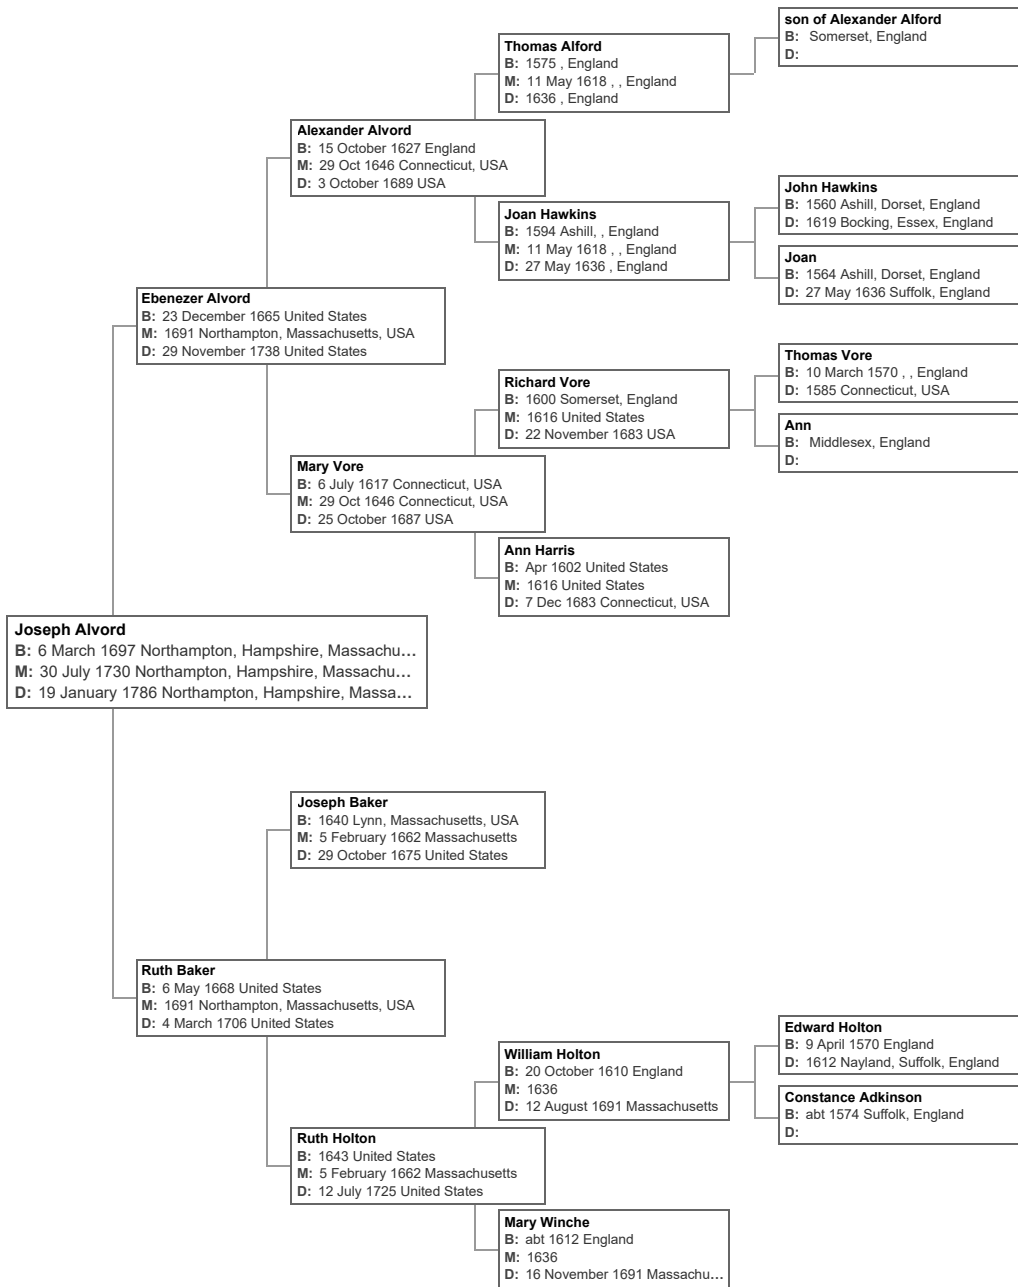 son of Alexander Alford
B: Somerset, England
D:
Thomas Alford
B: 1575 , England
M: 11 May 1618 , , England
D: 1636 , England
Alexander Alvord
B: 15 October 1627 England
M: 29 Oct 1646 Connecticut, USA
D: 3 October 1689 USA
John Hawkins
B: 1560 Ashill, Dorset, England
D: 1619 Bocking, Essex, England
Joan Hawkins
B: 1594 Ashill, , England
M: 11 May 1618 , , England
D: 27 May 1636 , England
Joan
B: 1564 Ashill, Dorset, England
D: 27 May 1636 Suffolk, England
Ebenezer Alvord
B: 23 December 1665 United States
M: 1691 Northampton, Massachusetts, USA
D: 29 November 1738 United States
Thomas Vore
B: 10 March 1570 , , England
D: 1585 Connecticut, USA
Richard Vore
B: 1600 Somerset, England
M: 1616 United States
D: 22 November 1683 USA
Ann
B: Middlesex, England
D:
Mary Vore
B: 6 July 1617 Connecticut, USA
M: 29 Oct 1646 Connecticut, USA
D: 25 October 1687 USA
Ann Harris
B: Apr 1602 United States
M: 1616 United States
D: 7 Dec 1683 Connecticut, USA
Joseph Alvord
B: 6 March 1697 Northampton, Hampshire, Massachu...
M: 30 July 1730 Northampton, Hampshire, Massachu...
D: 19 January 1786 Northampton, Hampshire, Massa...
Joseph Baker
B: 1640 Lynn, Massachusetts, USA
M: 5 February 1662 Massachusetts
D: 29 October 1675 United States
Ruth Baker
B: 6 May 1668 United States
M: 1691 Northampton, Massachusetts, USA
D: 4 March 1706 United States
Edward Holton
B: 9 April 1570 England
D: 1612 Nayland, Suffolk, England
William Holton
B: 20 October 1610 England
M: 1636
D: 12 August 1691 Massachusetts
Constance Adkinson
B: abt 1574 Suffolk, England
D:
Ruth Holton
B: 1643 United States
M: 5 February 1662 Massachusetts
D: 12 July 1725 United States
Mary Winche
B: abt 1612 England
M: 1636
D: 16 November 1691 Massachu...